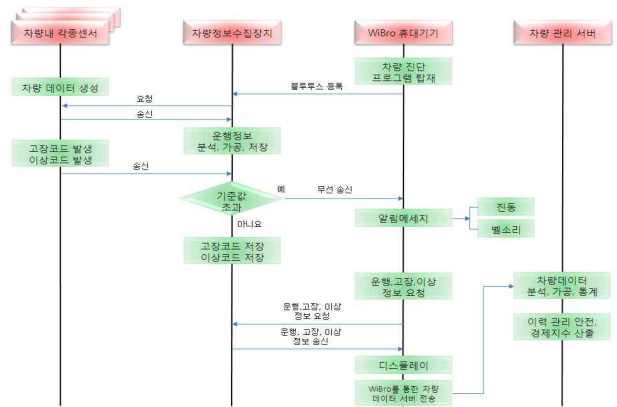 차량내 각종센서
차량정보수집장치
WiBro 휴대기기
차량 관리 서버
차량 진단
프로그램 탑재
차량 데이터 생성
블루투스 등록
요청
송신
운행정보
분석, 가공, 저장
고장코드 발생
이상코드 발생
송신
기준값
초과
예
무선 송신
알림메세지
진동
벨소리
아니요
고장코드 저장
이상코드 저장
운행,고장,이상
정보 요청
차량데이터
분석, 가공, 통계
운행,고장, 이상
정보 요청
이력 관리 안전,
경제지수 산출
운행, 고장, 이상
정보 송신
디스플레이
WiBro를 통한 차량
데이터 서버 전송